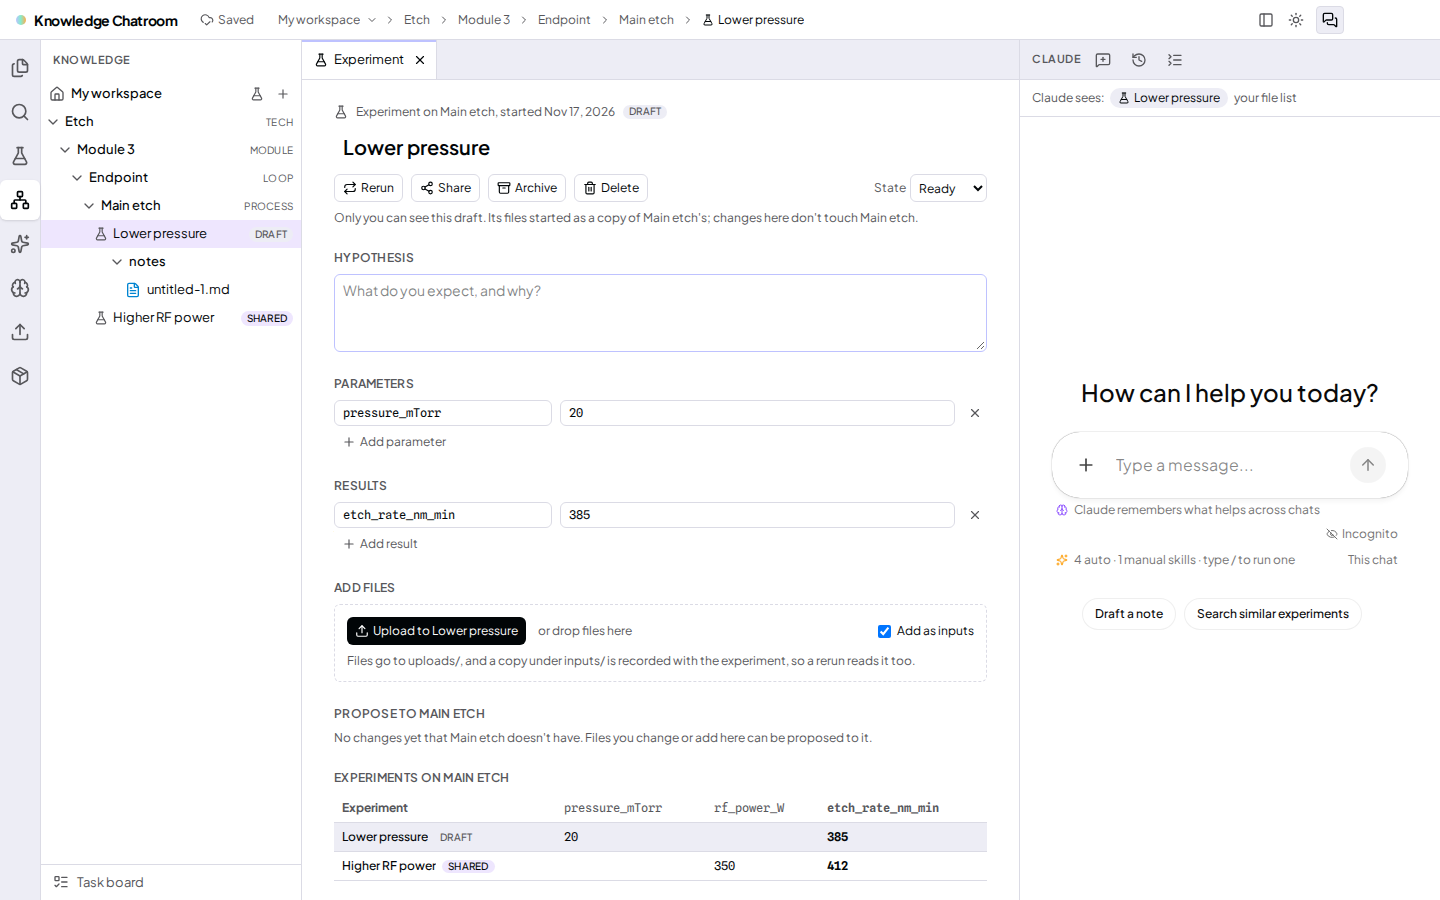 Knowledge Chatroom
Saved
My workspace
Etch
Module 3
Endpoint
Main etch
Lower pressure
KNOWLEDGE
My workspace
Etch TECH
Module 3 MODULE
Endpoint LOOP
Main etch PROCESS
Lower pressure DRAFT
notes
untitled-1.md
Higher RF power SHARED
Task board
Experiment
Experiment on Main etch, started Nov 17, 2026 DRAFT
Lower pressure
Rerun Share Archive Delete State Ready
Only you can see this draft. Its files started as a copy of Main etch's; changes here don't touch Main etch.
HYPOTHESIS
What do you expect, and why?
PARAMETERS
pressure_mTorr 20
Add parameter
RESULTS
etch_rate_nm_min 385
Add result
ADD FILES
Upload to Lower pressure or drop files here Add as inputs
Files go to uploads/, and a copy under inputs/ is recorded with the experiment, so a rerun reads it too.
PROPOSE TO MAIN ETCH
No changes yet that Main etch doesn't have. Files you change or add here can be proposed to it.
EXPERIMENTS ON MAIN ETCH
Experiment pressure_mTorr rf_power_W etch_rate_nm_min
Lower pressure DRAFT 20 385
Higher RF power SHARED 350 412
CLAUDE
Claude sees: Lower pressure your file list
How can I help you today?
Type a message...
Claude remembers what helps across chats
Incognito
4 auto · 1 manual skills · type / to run one This chat
Draft a note Search similar experiments